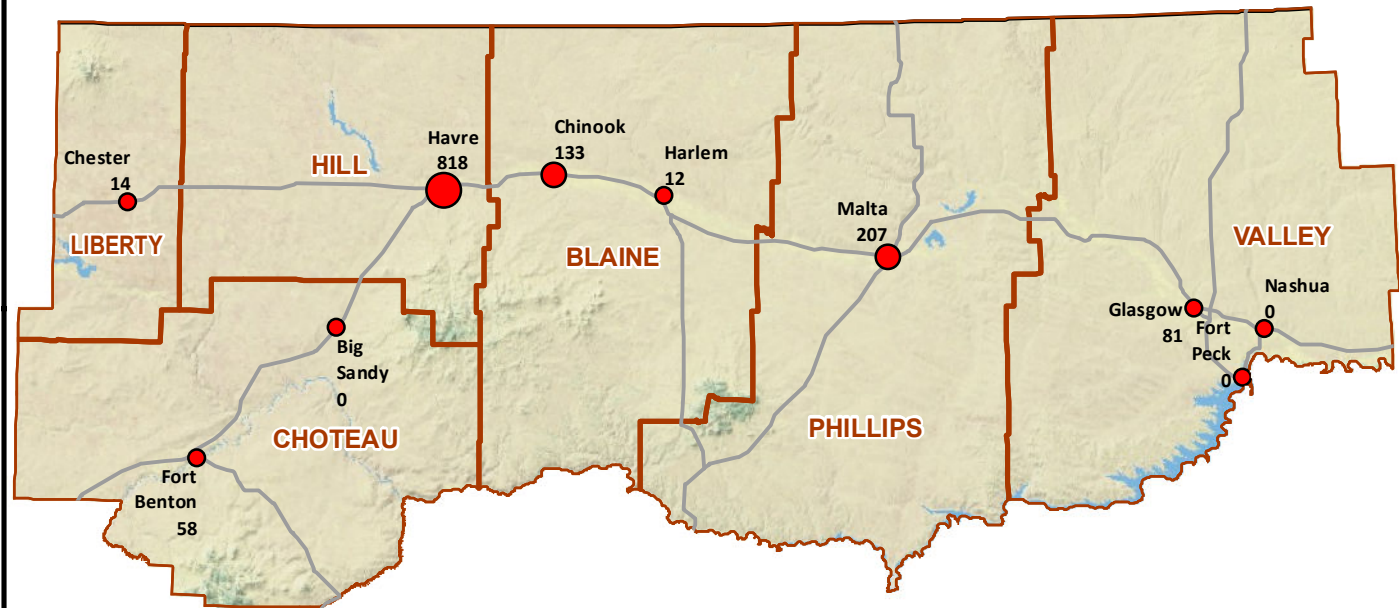 Chester
14
LIBERTY
HILL
Havre
818
Chinook
133
Harlem
12
BLAINE
Malta
207
PHILLIPS
VALLEY
Nashua
0
Glasgow
81
Fort
Peck
0
Big
Sandy
0
CHOTEAU
Fort
Benton
58